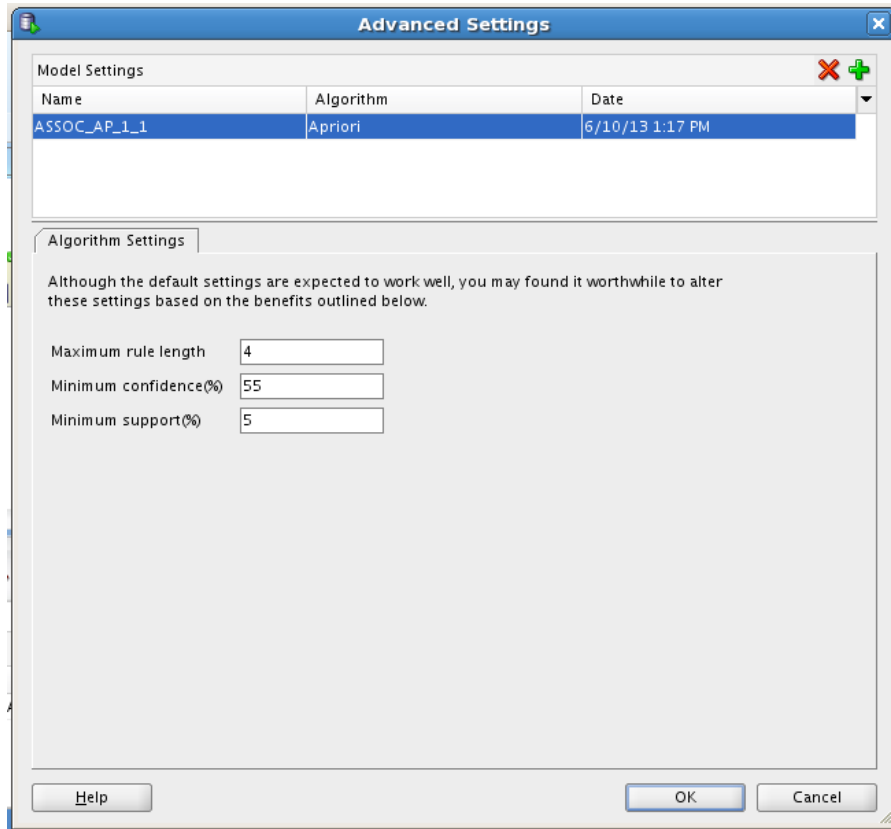 Advanced Settings
Model Settings
Name Algorithm Date
ASSOC_AP_1_1 Apriori 6/10/13 1:17 PM
Algorithm Settings
Although the default settings are expected to work well, you may found it worthwhile to alter
these settings based on the benefits outlined below.
Maximum rule length 4
Minimum confidence(%) 55
Minimum support(%) 5
Help OK Cancel